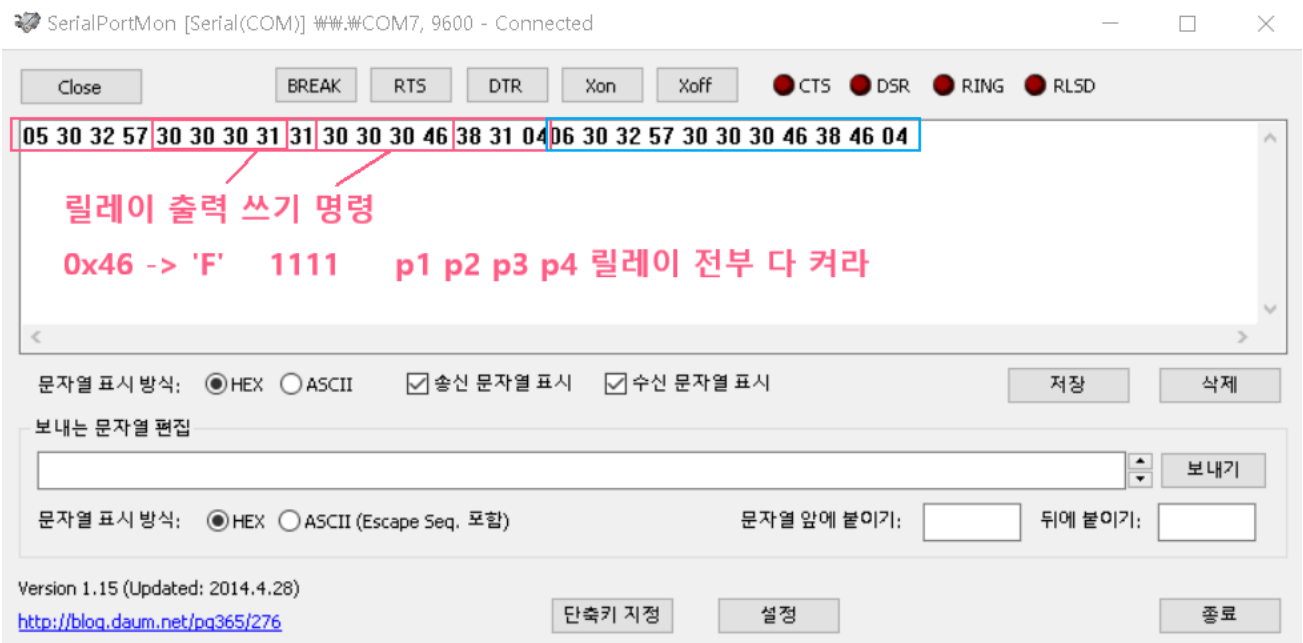 SerialPortMon [Serial(COM)] ₩₩.₩COM7, 9600 - Connected
Close BREAK RTS DTR Xon Xoff CTS DSR RING RLSD
05 30 32 57 30 30 30 31 31 30 30 30 46 38 31 04 06 30 32 57 30 30 30 46 38 46 04
릴레이 출력 쓰기 명령
0x46 -> 'F' 1111 p1 p2 p3 p4 릴레이 전부 다 켜라
문자열 표시 방식: HEX ASCII 송신 문자열 표시 수신 문자열 표시 저장 삭제
보내는 문자열 편집
보내기
문자열 표시 방식: HEX ASCII (Escape Seq. 포함) 문자열 앞에 붙이기: 뒤에 붙이기:
Version 1.15 (Updated: 2014.4.28)
http://blog.daum.net/pg365/276 단축키 지정 설정 종료